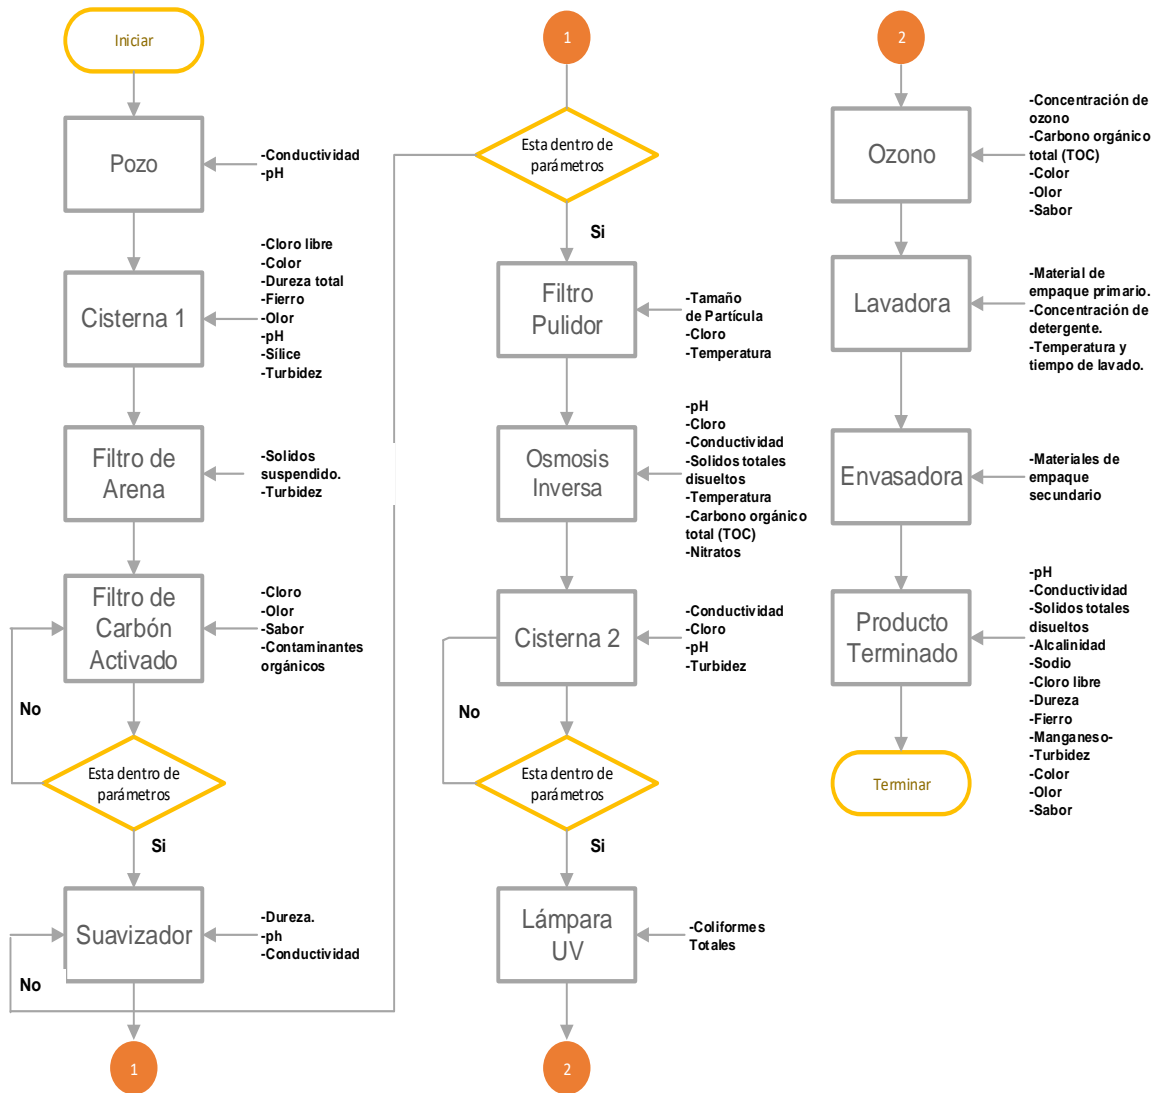 Iniciar
Pozo
-Conductividad
-pH
Cisterna 1
-Cloro libre
-Color
-Dureza total
-Fierro
-Olor
-pH
-Sílice
-Turbidez
Filtro de
Arena
-Solidos
suspendido.
-Turbidez
Filtro de
Carbón
Activado
-Cloro
-Olor
-Sabor
-Contaminantes
orgánicos
No
Esta dentro de
parámetros
Si
Suavizador
-Dureza.
-ph
-Conductividad
No
1
1
Esta dentro de
parámetros
Si
Filtro
Pulidor
-Tamaño
de Partícula
-Cloro
-Temperatura
Osmosis
Inversa
-pH
-Cloro
-Conductividad
-Solidos totales
disueltos
-Temperatura
-Carbono orgánico
total (TOC)
-Nitratos
Cisterna 2
-Conductividad
-Cloro
-pH
-Turbidez
No
Esta dentro de
parámetros
Si
Lámpara
UV
-Coliformes
Totales
2
2
Ozono
-Concentración de
ozono
-Carbono orgánico
total (TOC)
-Color
-Olor
-Sabor
Lavadora
-Material de
empaque primario.
-Concentración de
detergente.
-Temperatura y
tiempo de lavado.
Envasadora
-Materiales de
empaque
secundario
Producto
Terminado
-pH
-Conductividad
-Solidos totales
disueltos
-Alcalinidad
-Sodio
-Cloro libre
-Dureza
-Fierro
-Manganeso-
-Turbidez
-Color
-Olor
-Sabor
Terminar